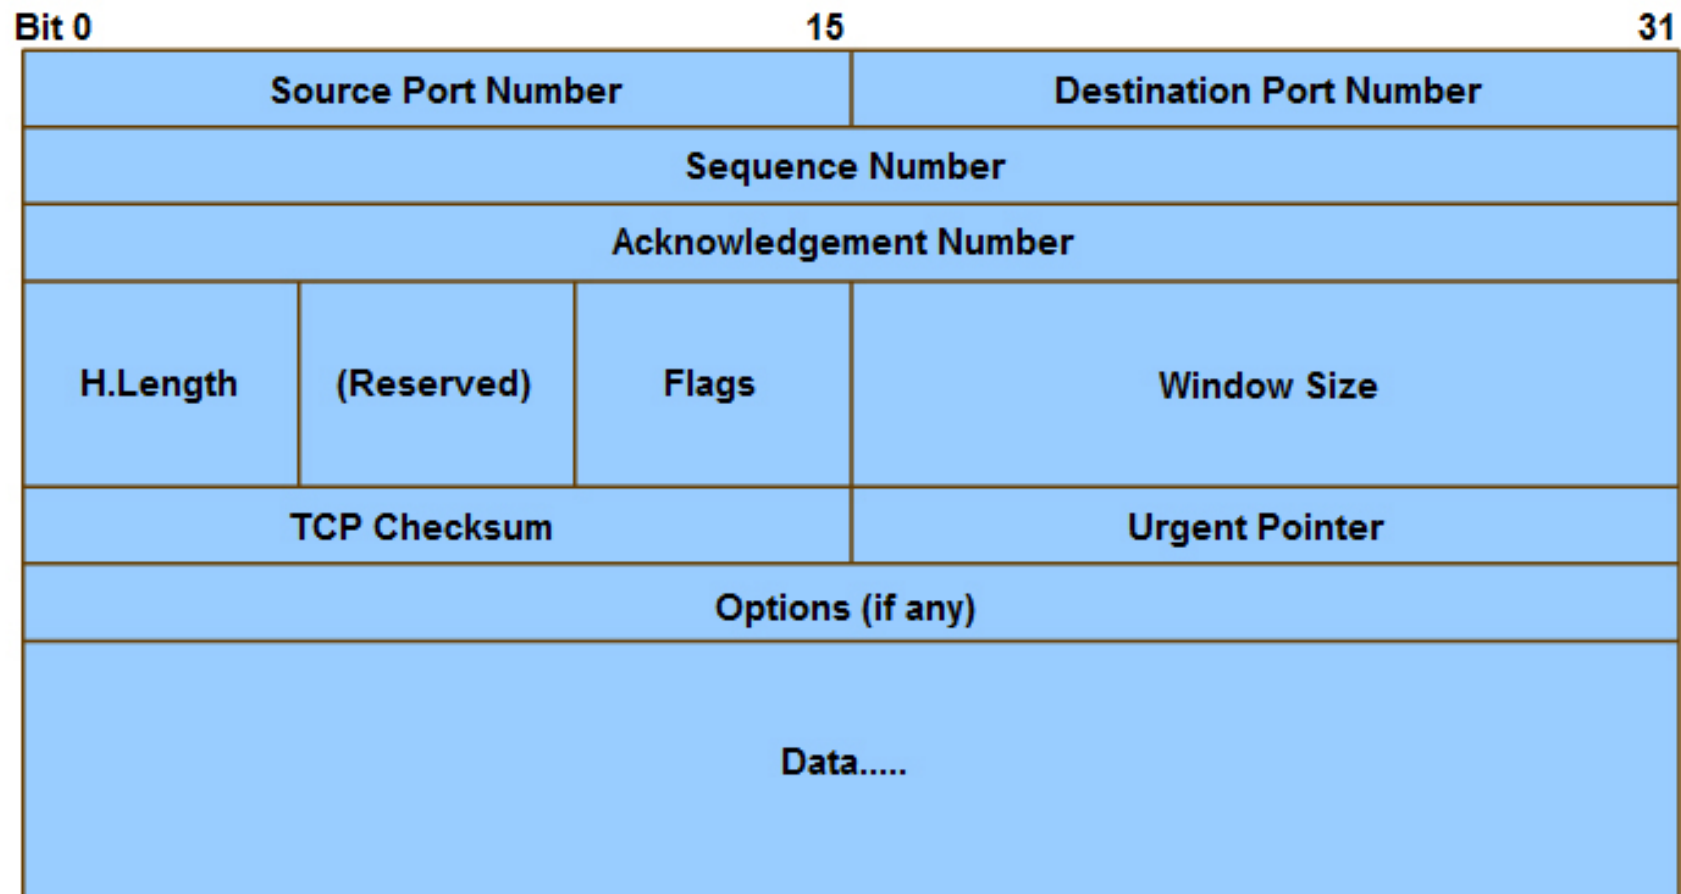 Bit 0 15 31
Source Port Number Destination Port Number
Sequence Number
Acknowledgement Number
H.Length (Reserved) Flags Window Size
TCP Checksum Urgent Pointer
Options (if any)
Data.....